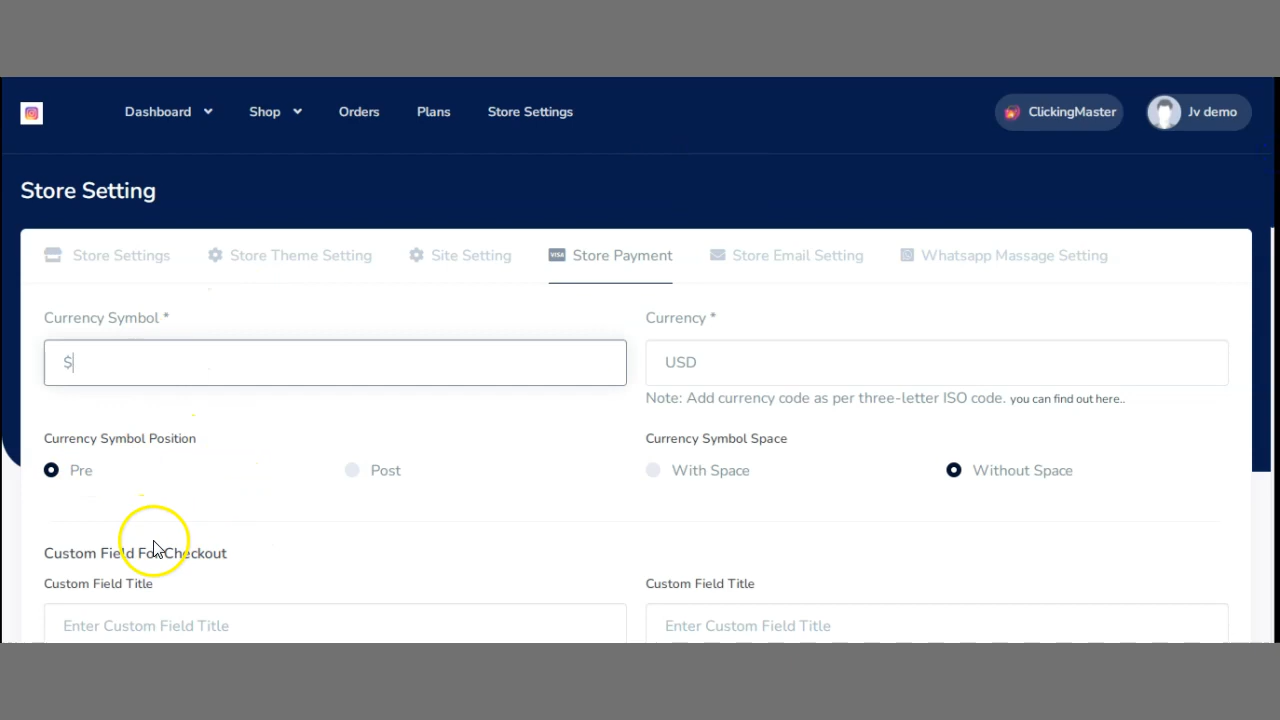 Dashboard Shop Orders Plans Store Settings ClickingMaster Jv demo
Store Setting
Store Settings Store Theme Setting Site Setting VISA Store Payment Store Email Setting Whatsapp Massage Setting
Currency Symbol * Currency *
$ USD
Note: Add currency code as per three-letter ISO code. you can find out here..
Currency Symbol Position Currency Symbol Space
Pre Post With Space Without Space
Custom Field For Checkout
Custom Field Title Custom Field Title
Enter Custom Field Title Enter Custom Field Title